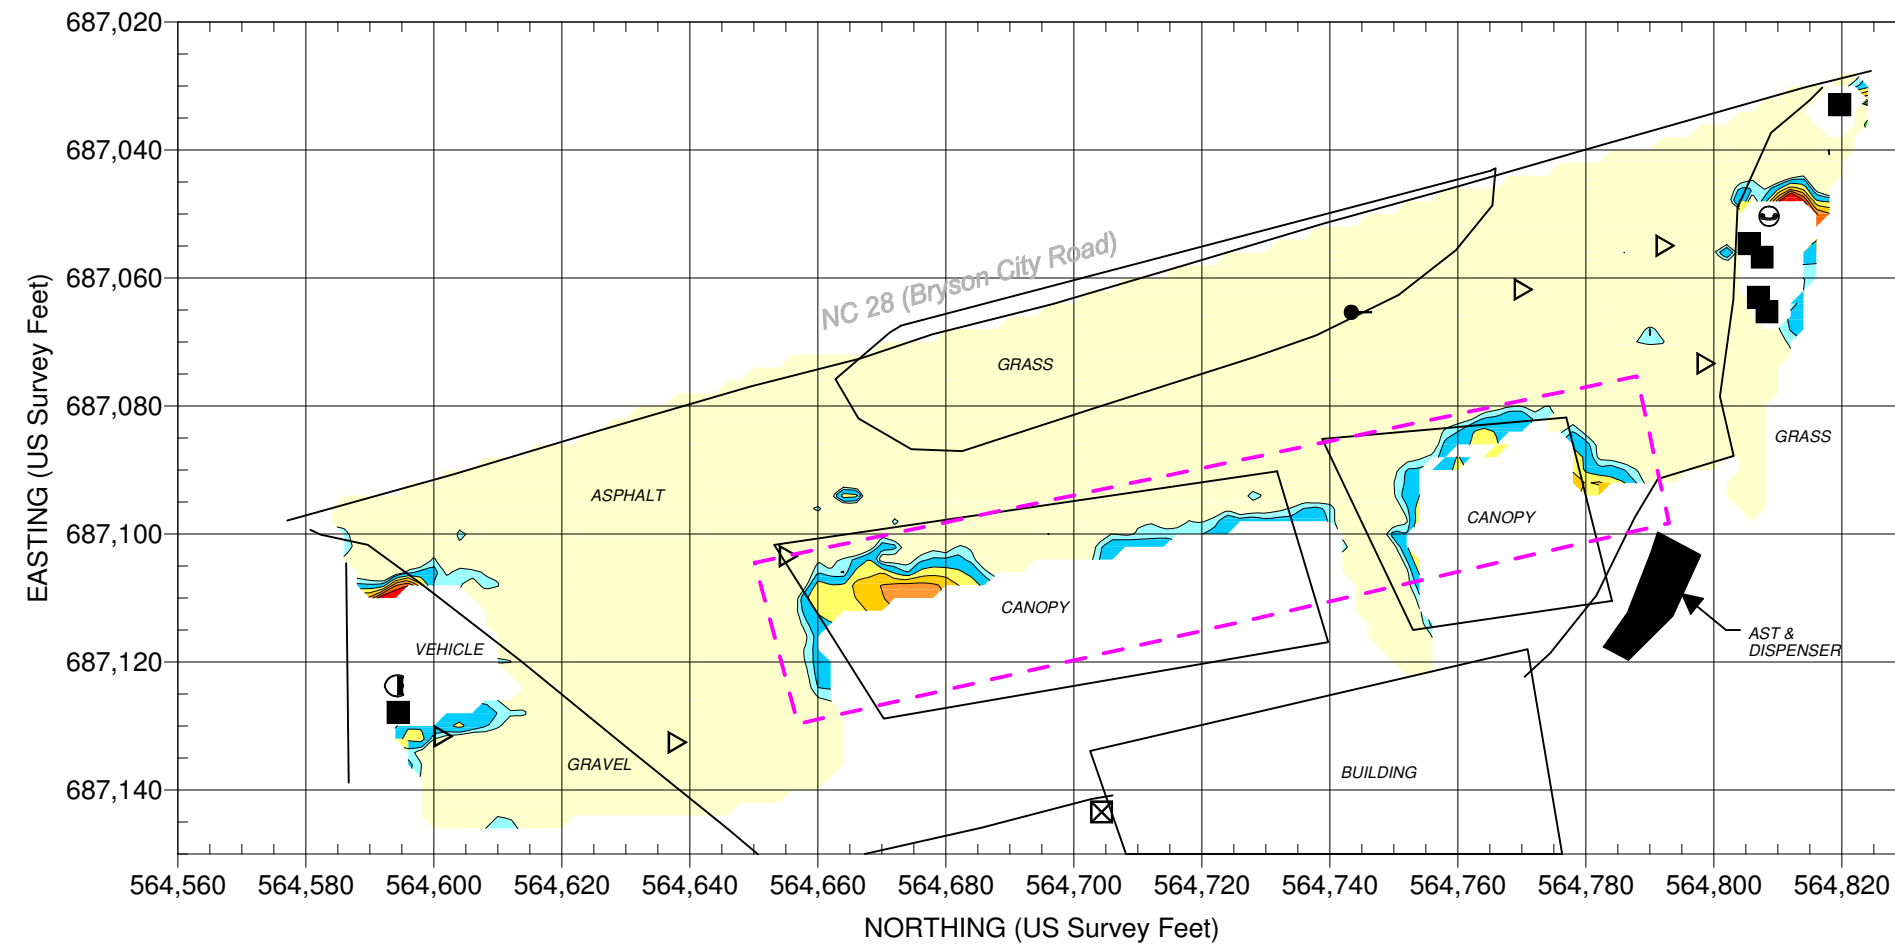 687,020
687,040
687,060
687,080
687,100
687,120
687,140
EASTING (US Survey Feet)
NC 28 (Bryson City Road)
GRASS
ASPHALT
GRASS
CANOPY
CANOPY
VEHICLE
AST &
DISPENSER
GRAVEL
BUILDING
564,560 564,580 564,600 564,620 564,640 564,660 564,680 564,700 564,720 564,740 564,760 564,780 564,800 564,820
NORTHING (US Survey Feet)